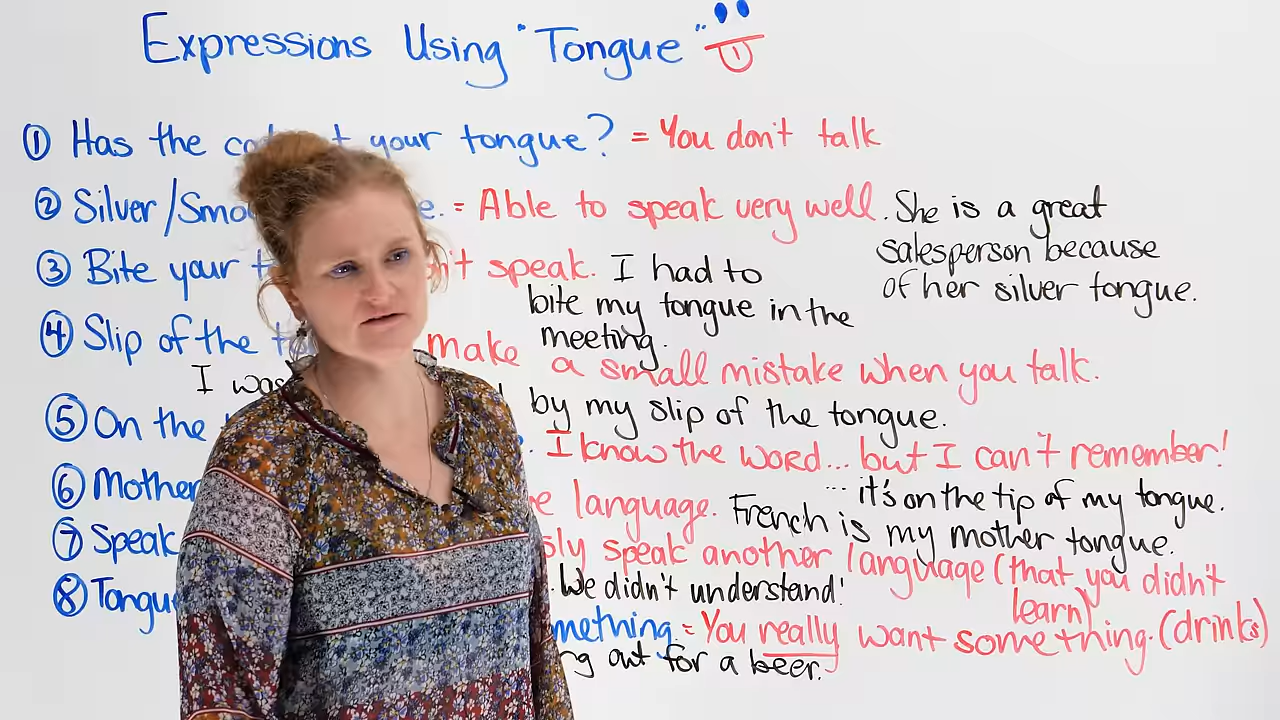 Expressions Using "Tongue"
① Has the your tongue? = You don't talk
② Silver/ = Able to speak very well. She is a great
salesperson because
of her silver tongue.
③ Bite your speak. I had to
bite my tongue in the
meeting.
④ Slip of the make a small mistake when you talk.
I was by my slip of the tongue.
⑤ On the I know the word... but I can't remember!
... it's on the tip of my tongue.
⑥ Mother language. French is my mother tongue.
⑦ Speak speak another language (that you didn't
learn)
We didn't understand!
⑧ = You really want something. (drinks)
out for a beer.